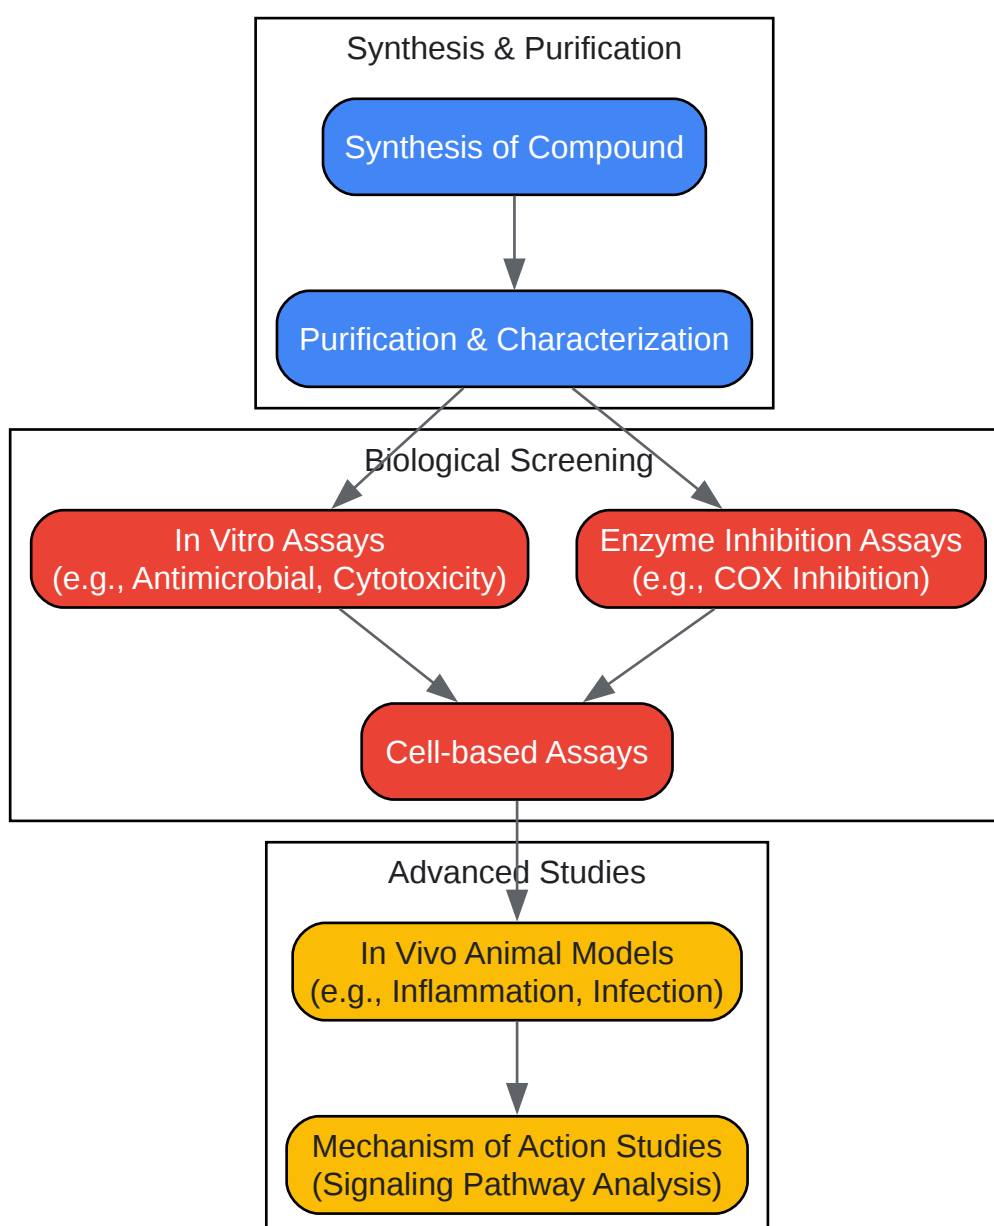 Synthesis & Purification
Synthesis of Compound
Purification & Characterization
Biological Screening
In Vitro Assays
(e.g., Antimicrobial, Cytotoxicity)
Enzyme Inhibition Assays
(e.g., COX Inhibition)
Cell-based Assays
Advanced Studies
In Vivo Animal Models
(e.g., Inflammation, Infection)
Mechanism of Action Studies
(Signaling Pathway Analysis)